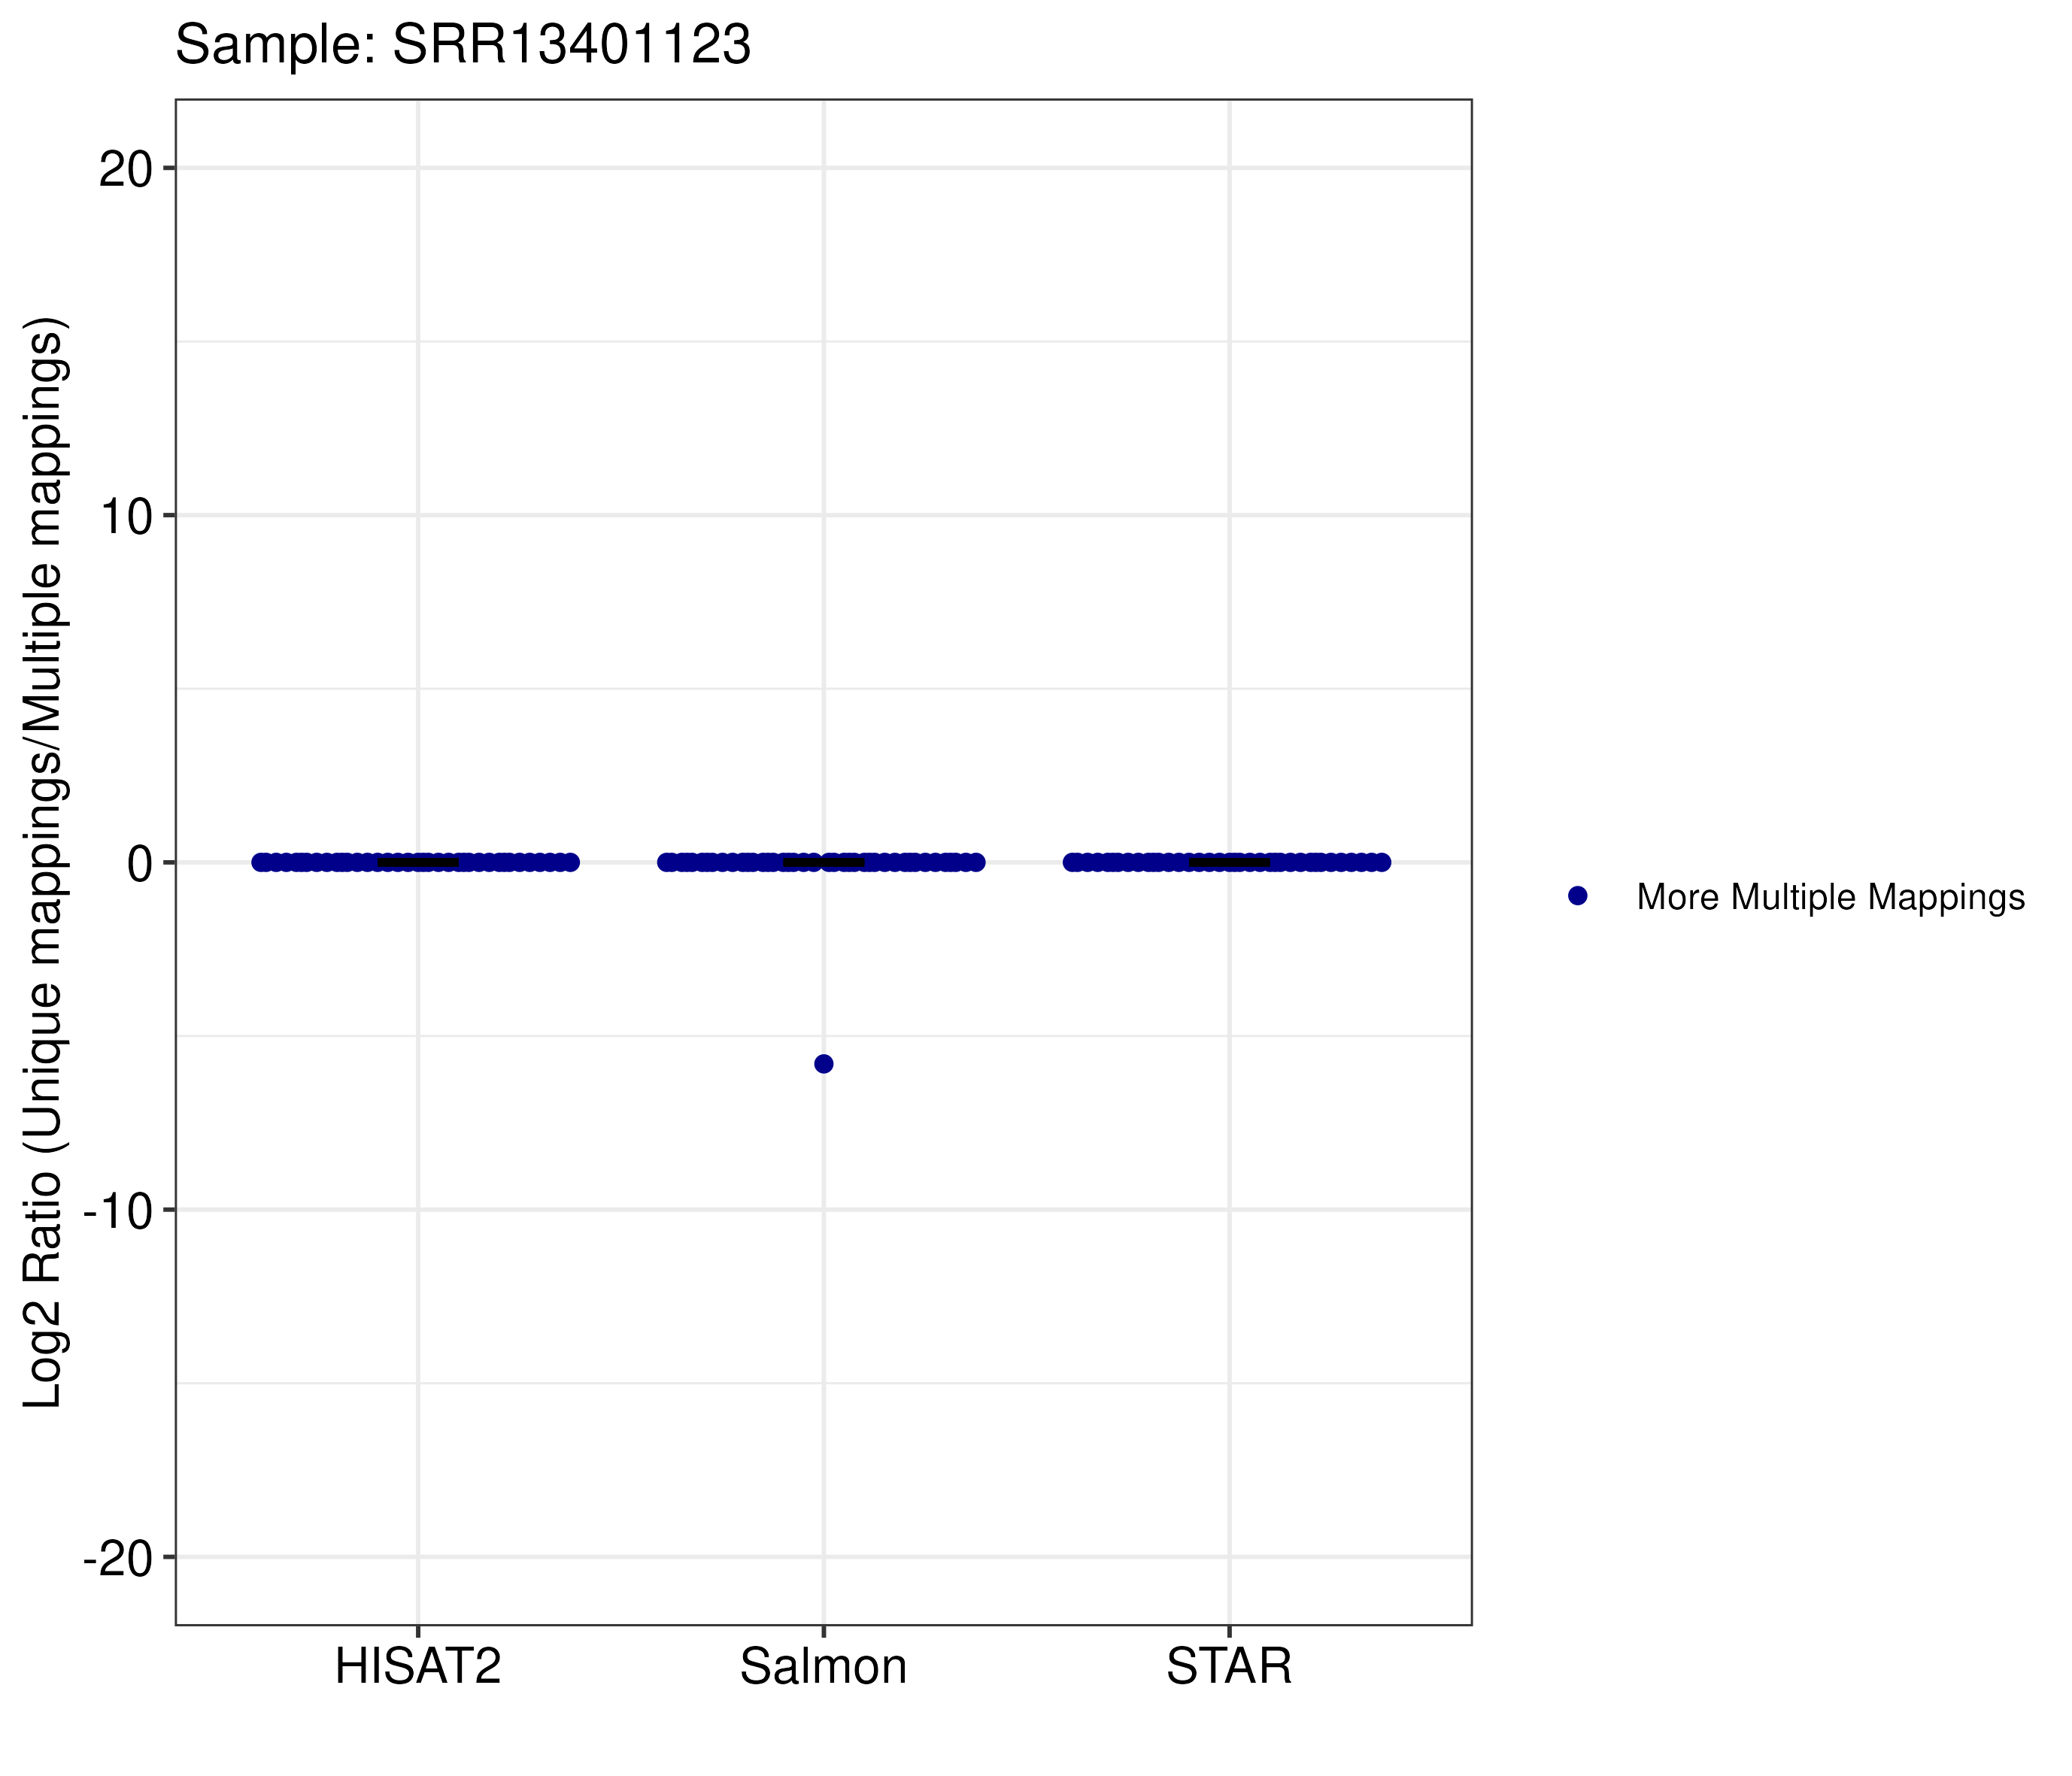 Sample: SRR13401123
Log2 Ratio (Unique mappings/Multiple mappings)
20
10
0
-10
-20
HISAT2
Salmon
STAR
More Multiple Mappings